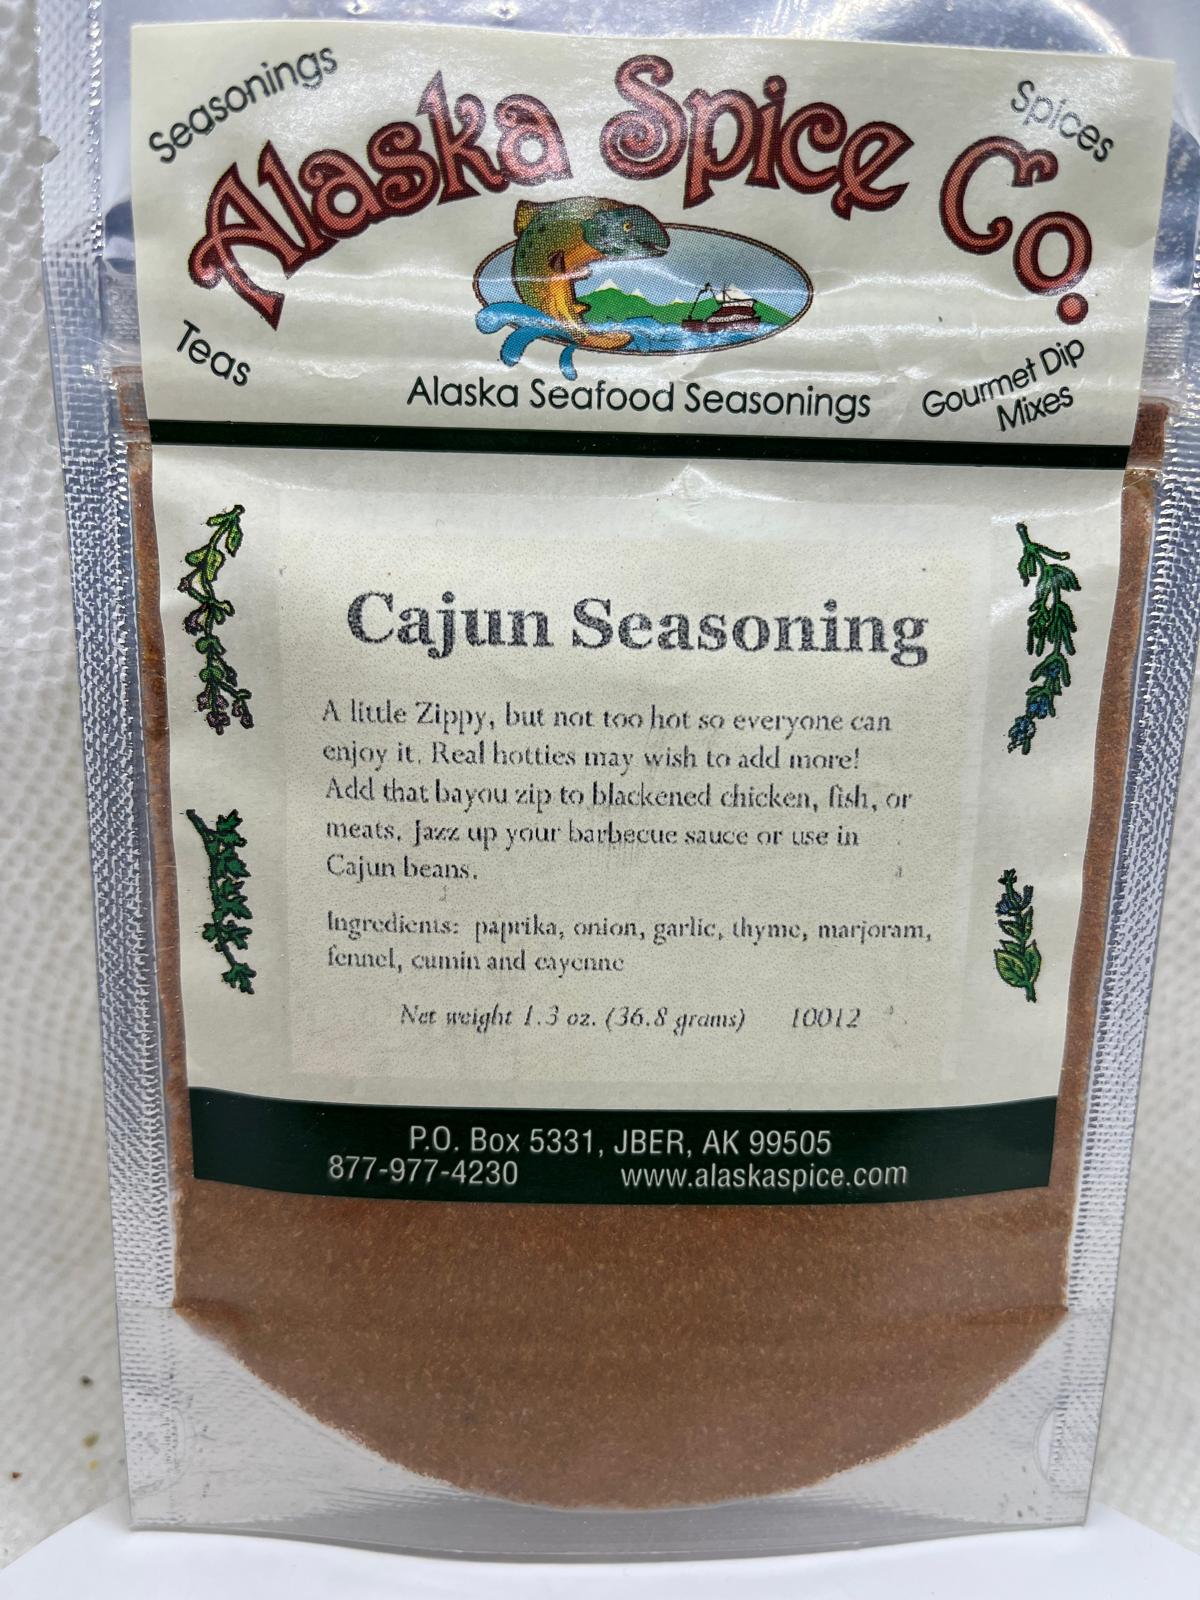 Seasonings
Spices
Alaska Spice Co.
Teas
Alaska Seafood Seasonings
Gourmet Dip
Mixes
Cajun Seasoning
A little Zippy, but not too hot so everyone can
enjoy it. Real hotties may wish to add more!
Add that bayou zip to blackened chicken, fish, or
meats. Jazz up your barbecue sauce or use in
Cajun beans.
Ingredients: paprika, onion, garlic, thyme, marjoram,
fennel, cumin and cayenne
Net weight 1.3 oz. (36.8 grams) 10012
P.O. Box 5331, JBER, AK 99505
877-977-4230 www.alaskaspice.com